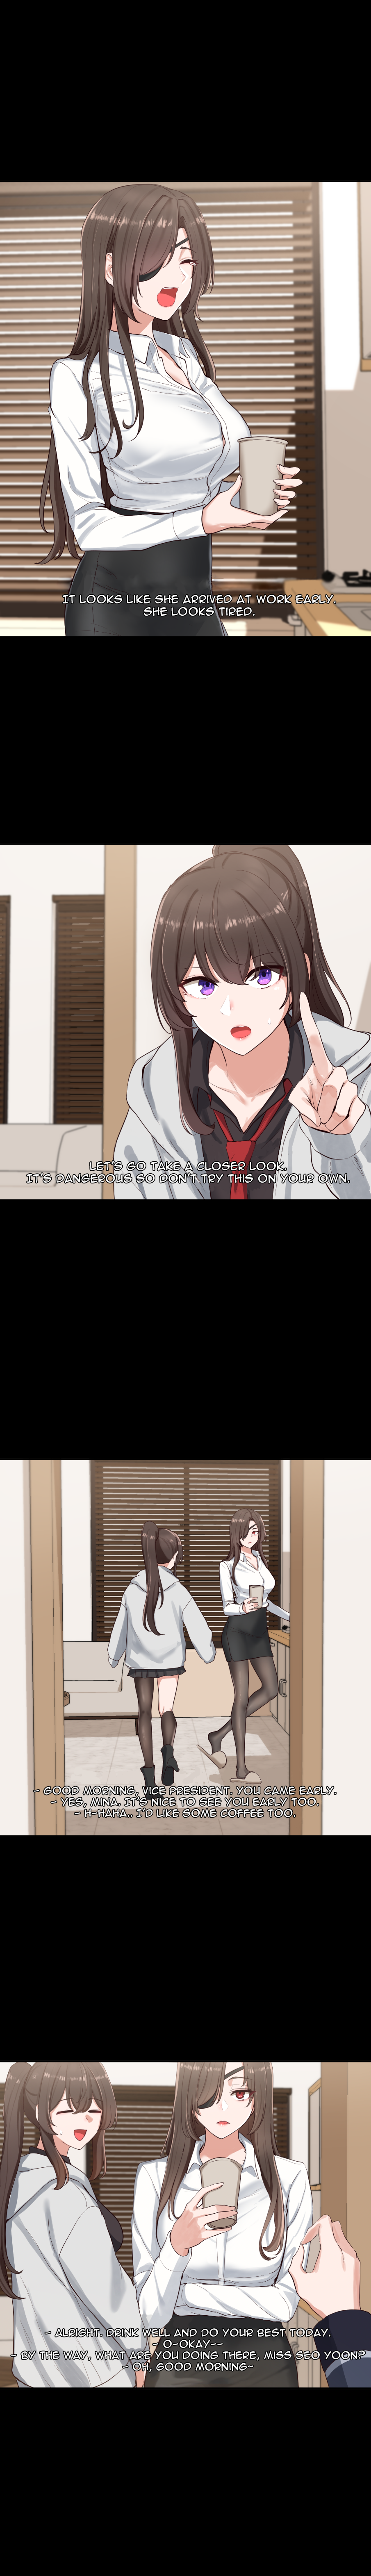 IT LOOKS LIKE SHE ARRIVED AT WORK EARLY.
SHE LOOKS TIRED.
LET'S GO TAKE A CLOSER LOOK.
IT'S DANGEROUS SO DON'T TRY THIS ON YOUR OWN.
- GOOD MORNING, VICE PRESIDENT. YOU CAME EARLY.
- YES, MINA. IT'S NICE TO SEE YOU EARLY TOO.
- H-HAHA.. I'D LIKE SOME COFFEE TOO.
- ALRIGHT. DRINK WELL AND DO YOUR BEST TODAY.
- O-OKAY--
- BY THE WAY, WHAT ARE YOU DOING THERE, MISS SEO YOON?
- OH, GOOD MORNING~